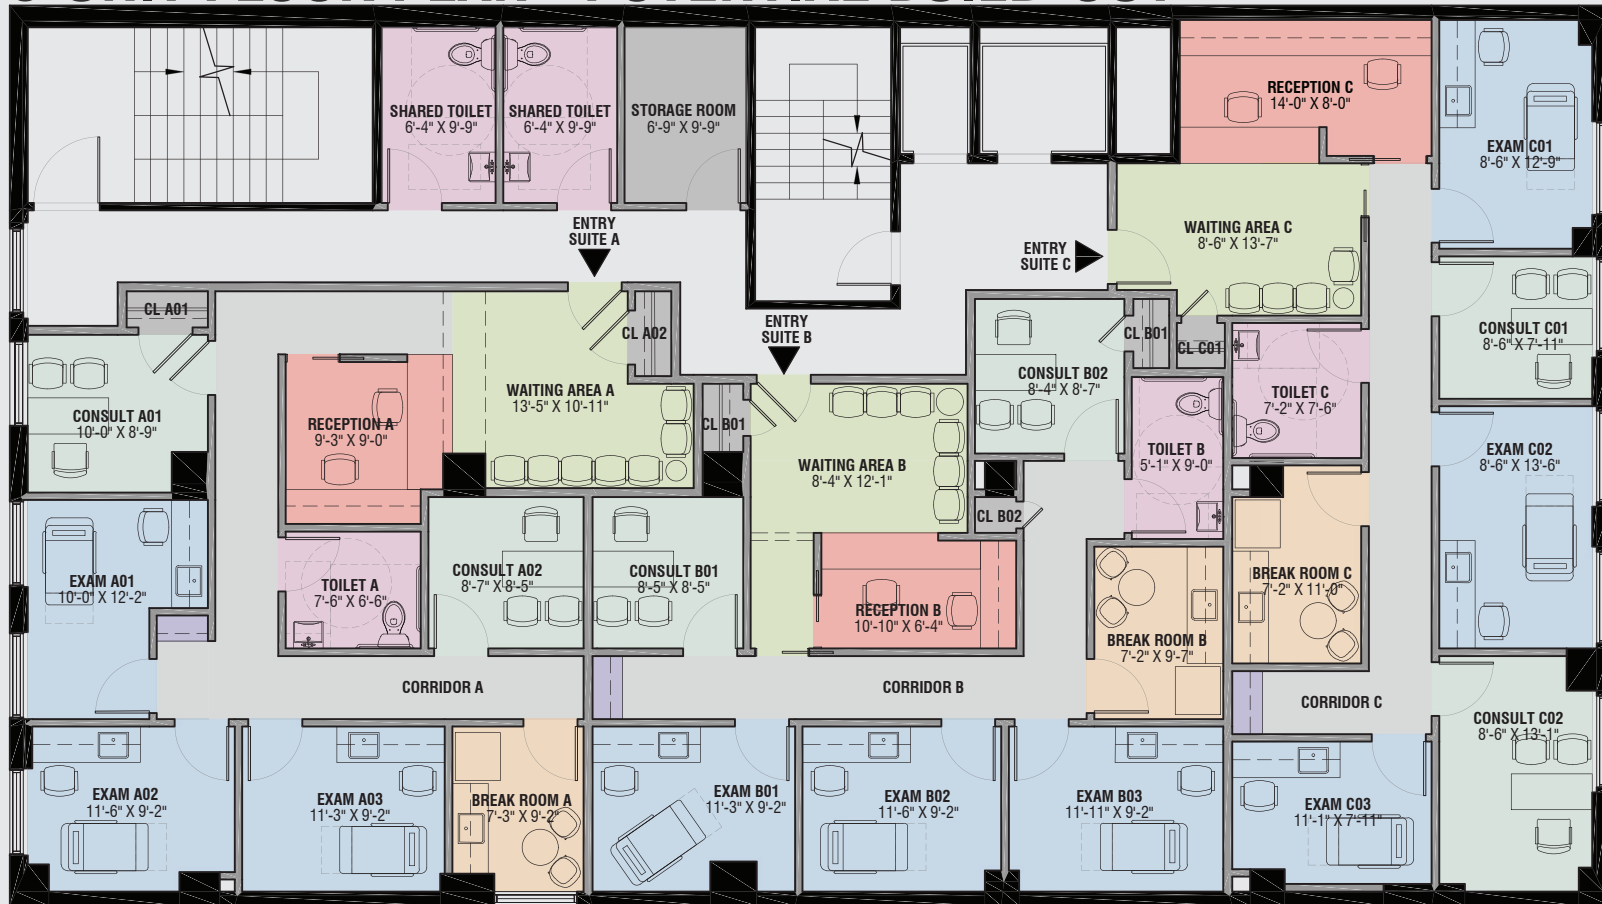 SHARED TOILET
6'-4" X 9'-9"
SHARED TOILET
6'-4" X 9'-9"
STORAGE ROOM
6'-9" X 9'-9"
RECEPTION C
14'-0" X 8'-0"
EXAM C01
8'-6" X 12'-9"
ENTRY
SUITE A
ENTRY
SUITE C
WAITING AREA C
8'-6" X 13'-7"
CL A01
CL A02
ENTRY
SUITE B
CL B01
CL C01
CONSULT C01
8'-6" X 7'-11"
CONSULT B02
8'-4" X 8'-7"
WAITING AREA A
13'-5" X 10'-11"
TOILET C
7'-2" X 7'-6"
CONSULT A01
10'-0" X 8'-9"
RECEPTION A
9'-3" X 9'-0"
CL B01
TOILET B
5'-1" X 9'-0"
EXAM C02
8'-6" X 13'-6"
WAITING AREA B
8'-4" X 12'-1"
CL B02
EXAM A01
10'-0" X 12'-2"
TOILET A
7'-6" X 6'-6"
CONSULT A02
8'-7" X 8'-5"
CONSULT B01
8'-5" X 8'-5"
BREAK ROOM C
7'-2" X 11'-0"
RECEPTION B
10'-10" X 6'-4"
BREAK ROOM B
7'-2" X 9'-7"
CORRIDOR A
CORRIDOR B
CORRIDOR C
CONSULT C02
8'-6" X 13'-1"
EXAM A02
11'-6" X 9'-2"
EXAM A03
11'-3" X 9'-2"
BREAK ROOM A
7'-3" X 9'-2"
EXAM B01
11'-3" X 9'-2"
EXAM B02
11'-6" X 9'-2"
EXAM B03
11'-11" X 9'-2"
EXAM C03
11'-1" X 7'-11"